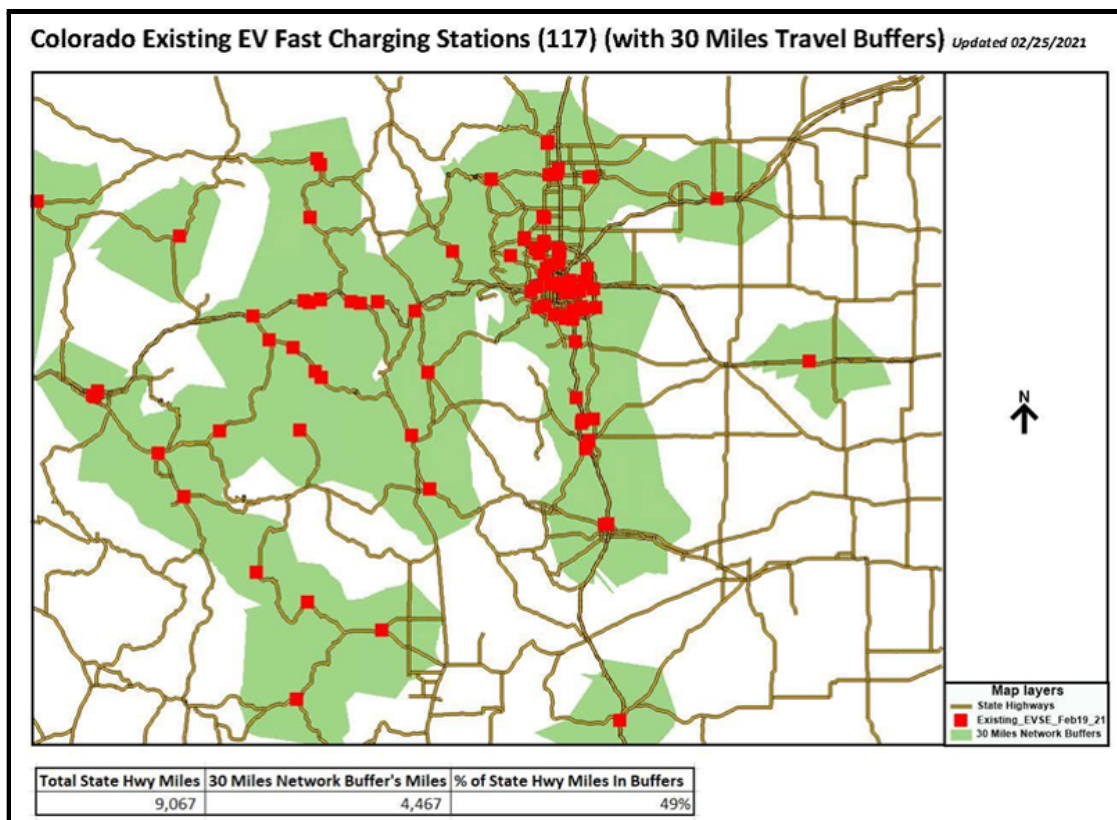 Colorado Existing EV Fast Charging Stations (117) (with 30 Miles Travel Buffers) Updated 02/25/2021
N
Map layers
State Highways
Existing_EVSE_Feb19_21
30 Miles Network Buffers
Total State Hwy Miles 30 Miles Network Buffer's Miles % of State Hwy Miles In Buffers
9,067 4,467 49%